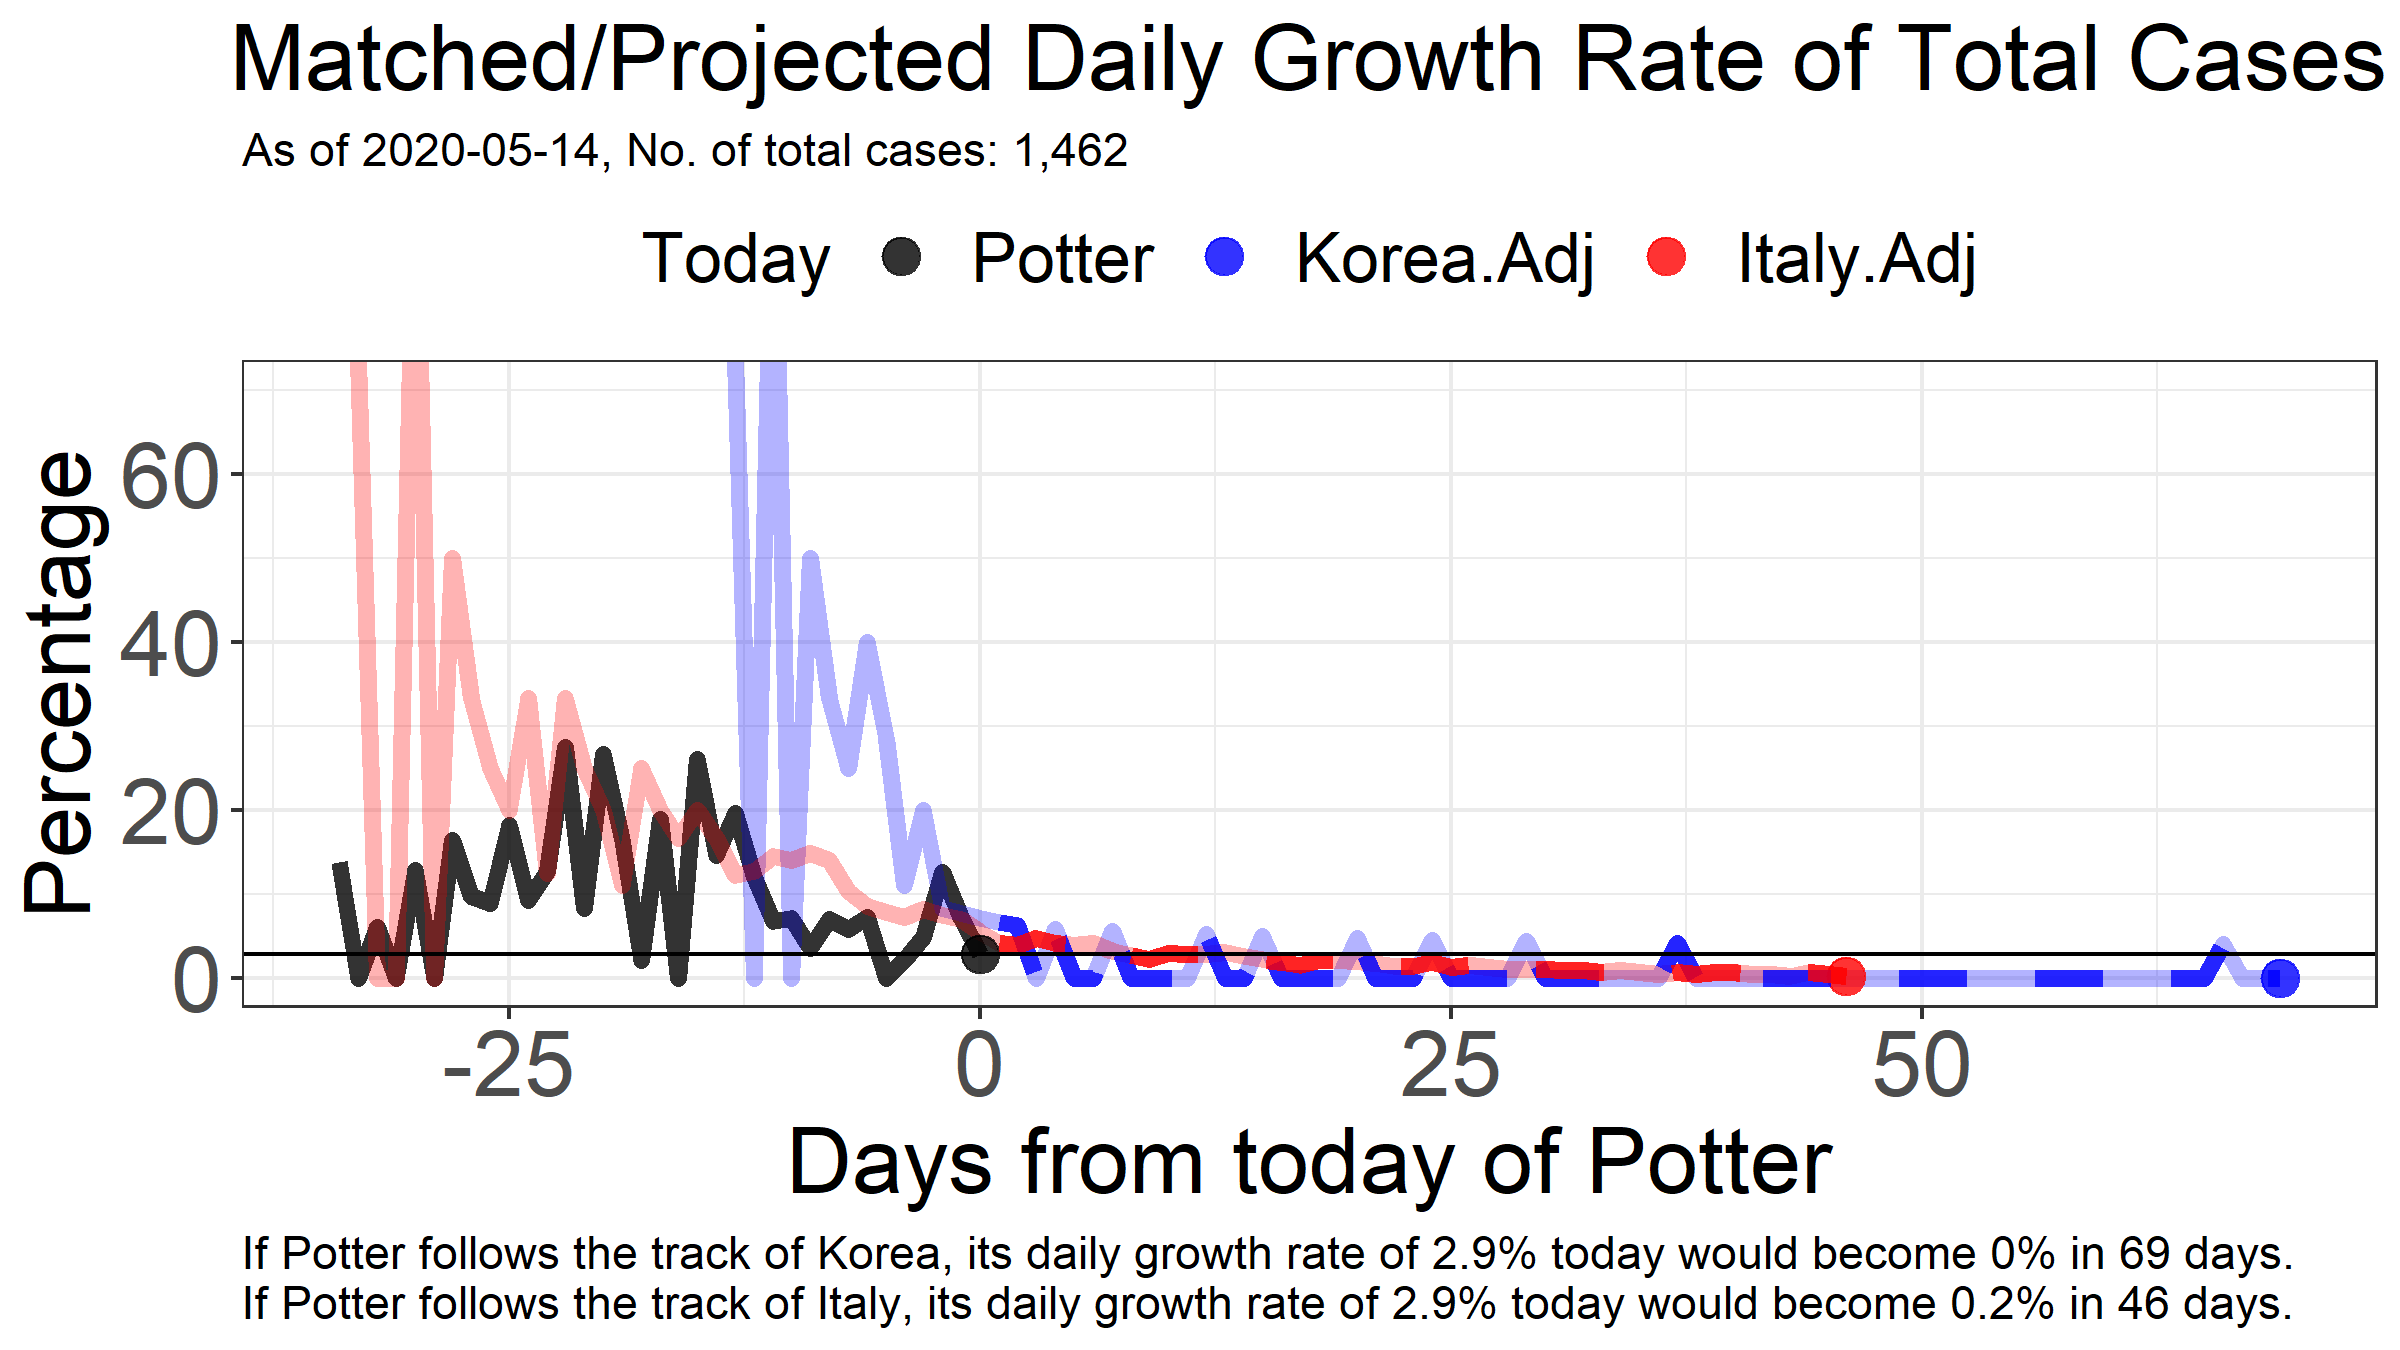 Matched/Projected Daily Growth Rate of Total Cases
As of 2020-05-14, No. of total cases: 1,462
Today Potter Korea.Adj Italy.Adj
Percentage
60
40
20
0
-25 0 25 50
Days from today of Potter
If Potter follows the track of Korea, its daily growth rate of 2.9% today would become 0% in 69 days.
If Potter follows the track of Italy, its daily growth rate of 2.9% today would become 0.2% in 46 days.